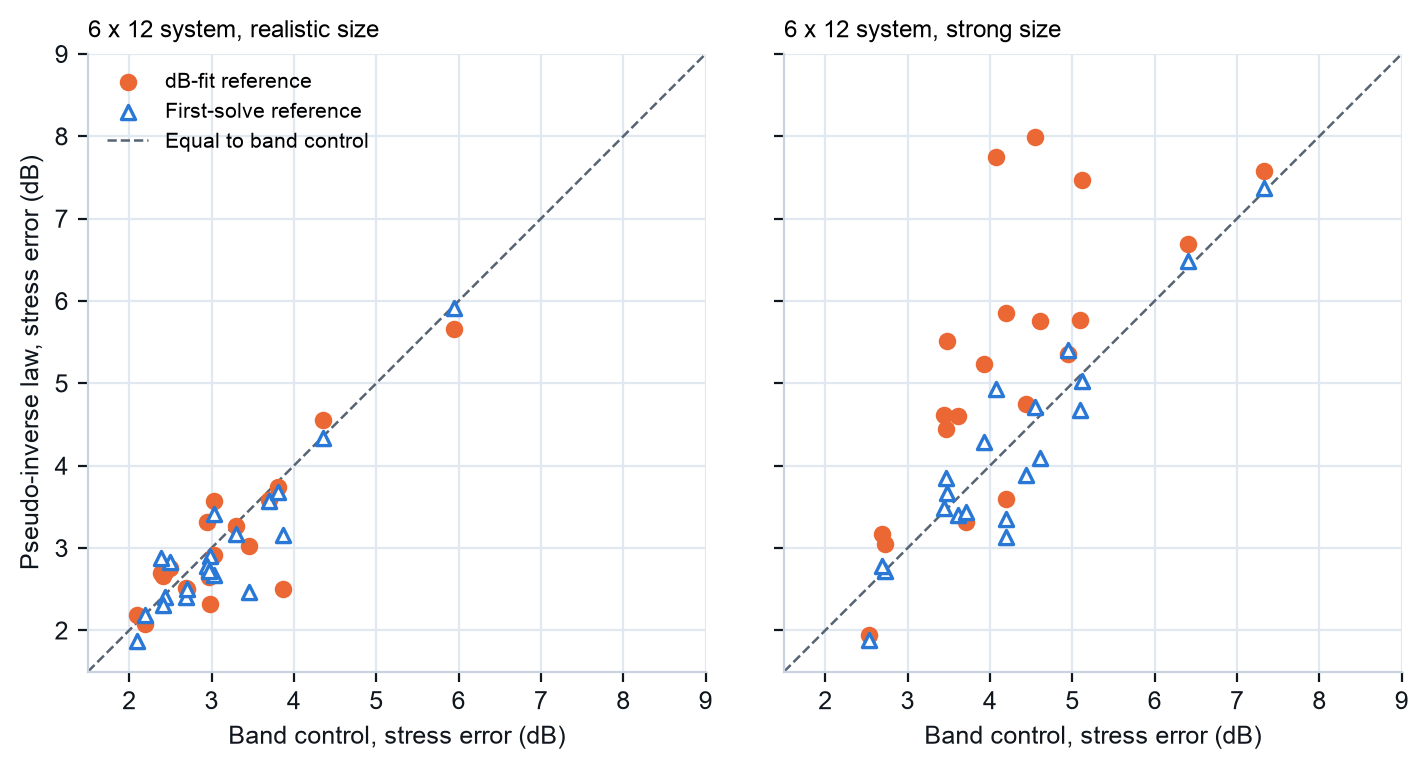 6 x 12 system, realistic size
6 x 12 system, strong size
dB-fit reference
First-solve reference
Equal to band control
Pseudo-inverse law, stress error (dB)
9
8
7
6
5
4
3
2
2 3 4 5 6 7 8 9
2 3 4 5 6 7 8 9
Band control, stress error (dB)
Band control, stress error (dB)